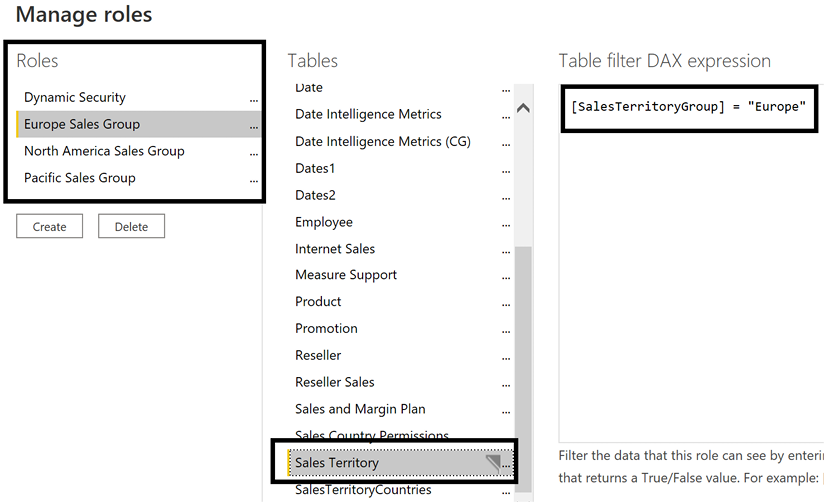 Manage roles
Roles
Dynamic Security ...
Europe Sales Group ...
North America Sales Group ...
Pacific Sales Group ...
Create Delete
Tables
Date ...
Date Intelligence Metrics ...
Date Intelligence Metrics (CG) ...
Dates1 ...
Dates2 ...
Employee ...
Internet Sales ...
Measure Support ...
Product ...
Promotion ...
Reseller ...
Reseller Sales ...
Sales and Margin Plan ...
Sales Country Permissions
Sales Territory ...
SalesTerritoryCountries
Table filter DAX expression
[SalesTerritoryGroup] = "Europe"
Filter the data that this role can see by enterin
that returns a True/False value. For example: [